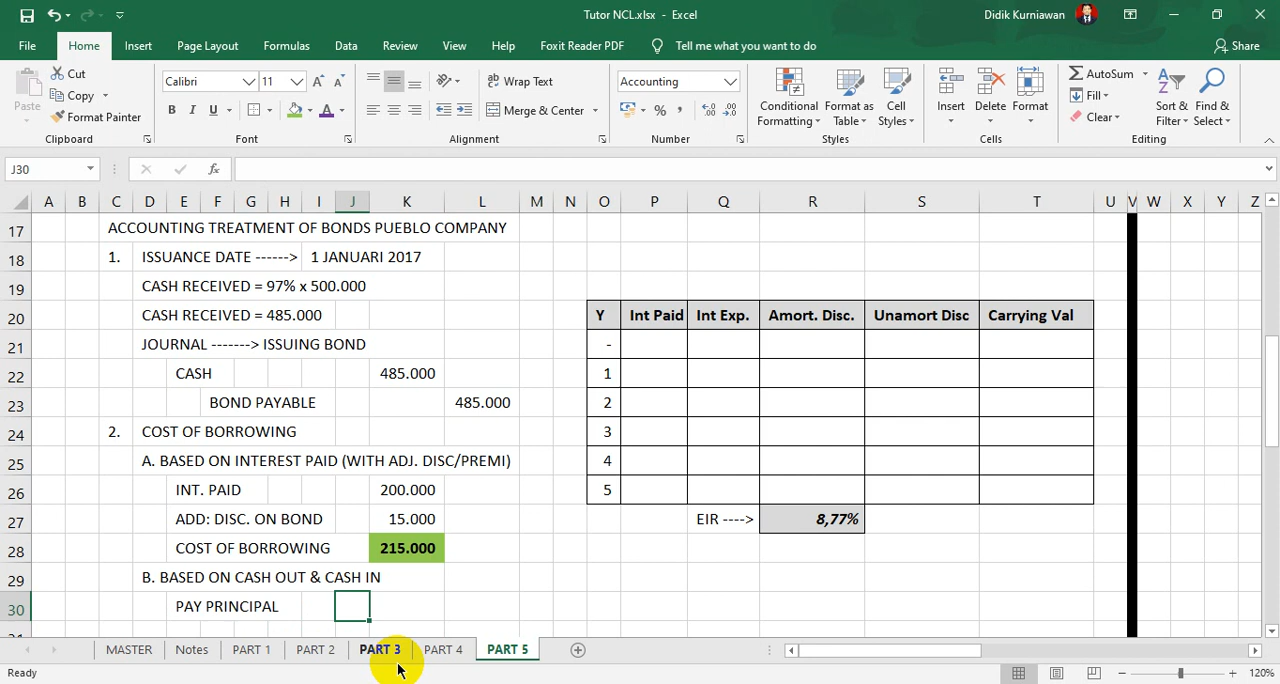 Tutor NCL.xlsx - Excel
Didik Kurniawan
File Home Insert Page Layout Formulas Data Review View Help Foxit Reader PDF Tell me what you want to do Share
Paste
Cut
Copy
Format Painter
Clipboard
Calibri 11
B I U
Font
Wrap Text
Merge & Center
Alignment
Accounting
%
Number
Conditional Formatting
Format as Table
Cell Styles
Styles
Insert Delete Format
Cells
AutoSum
Fill
Clear
Sort & Filter
Find & Select
Editing
J30
fx
A B C D E F G H I J K L M N O P Q R S T U V W X Y Z
17 ACCOUNTING TREATMENT OF BONDS PUEBLO COMPANY
18 1. ISSUANCE DATE ------> 1 JANUARI 2017
19 CASH RECEIVED = 97% x 500.000
20 CASH RECEIVED = 485.000 Y Int Paid Int Exp. Amort. Disc. Unamort Disc Carrying Val
21 JOURNAL -------> ISSUING BOND -
22 CASH 485.000 1
23 BOND PAYABLE 485.000 2
24 2. COST OF BORROWING 3
25 A. BASED ON INTEREST PAID (WITH ADJ. DISC/PREMI) 4
26 INT. PAID 200.000 5
27 ADD: DISC. ON BOND 15.000 EIR ----> 8,77%
28 COST OF BORROWING 215.000
29 B. BASED ON CASH OUT & CASH IN
30 PAY PRINCIPAL
MASTER Notes PART 1 PART 2 PART 3 PART 4 PART 5
Ready
120%